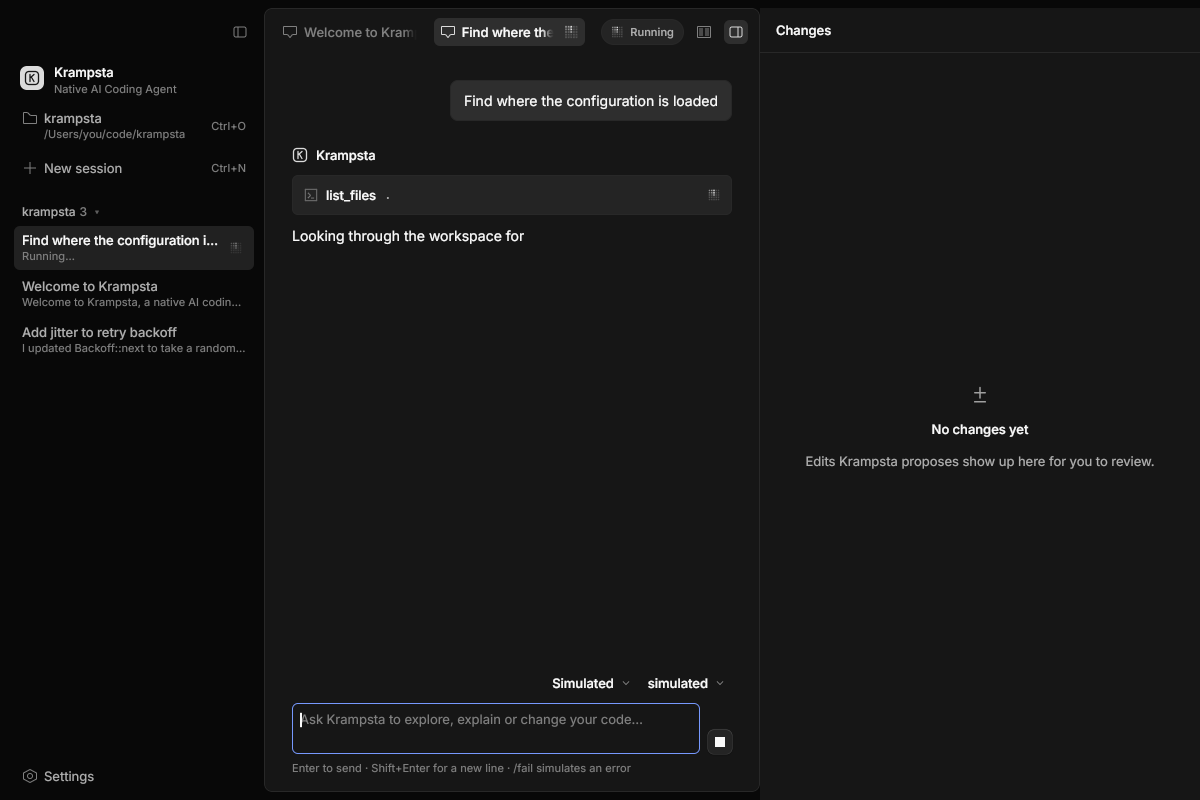 Krampsta
Native AI Coding Agent
krampsta
/Users/you/code/krampsta
Ctrl+O
New session
Ctrl+N
krampsta 3
Find where the configuration i...
Running...
Welcome to Krampsta
Welcome to Krampsta, a native AI codin...
Add jitter to retry backoff
I updated Backoff::next to take a random...
Settings
Welcome to Kram
Find where the
Running
Find where the configuration is loaded
Krampsta
list_files .
Looking through the workspace for
Simulated
simulated
Ask Krampsta to explore, explain or change your code...
Enter to send · Shift+Enter for a new line · /fail simulates an error
Changes
No changes yet
Edits Krampsta proposes show up here for you to review.